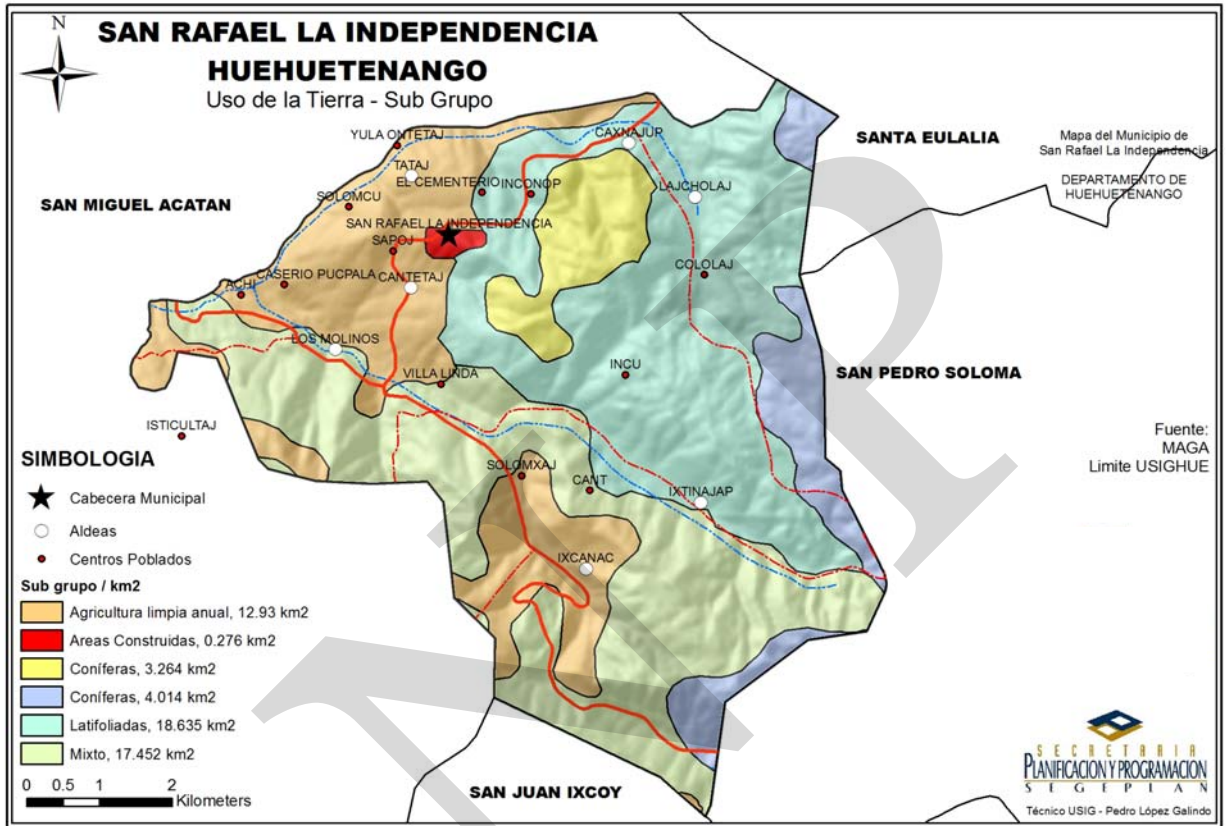 N
SAN RAFAEL LA INDEPENDENCIA
HUEHUETENANGO
Uso de la Tierra - Sub Grupo
YULA ONTETAJ
CAXNAJUP
SANTA EULALIA
Mapa del Municipio de
San Rafael La Independencia
DEPARTAMENTO DE
HUEHUETENANGO
TATAJ
EL CEMENTERIO
INCONOP
LAJCHOLAJ
SAN MIGUEL ACATAN
SOLOMCU
SAN RAFAEL LA INDEPENDENCIA
SAPOJ
COLOLAJ
CASERIO PUCPALA
ACHI
CANTETAJ
LOS MOLINOS
VILLA LINDA
INCU
SAN PEDRO SOLOMA
ISTICULTAJ
Fuente:
MAGA
Limite USIGHUE
SOLOMXAJ
CANT
IXTINAJAP
IXCANAC
SIMBOLOGIA
Cabecera Municipal
Aldeas
Centros Poblados
Sub grupo / km2
Agricultura limpia anual, 12.93 km2
Areas Construidas, 0.276 km2
Coníferas, 3.264 km2
Coníferas, 4.014 km2
Latifoliadas, 18.635 km2
Mixto, 17.452 km2
0 0.5 1 2
Kilometers
SAN JUAN IXCOY
SECRETARIA
PLANIFICACION Y PROGRAMACION
SEGEPLAN
Técnico USIG - Pedro López Galindo